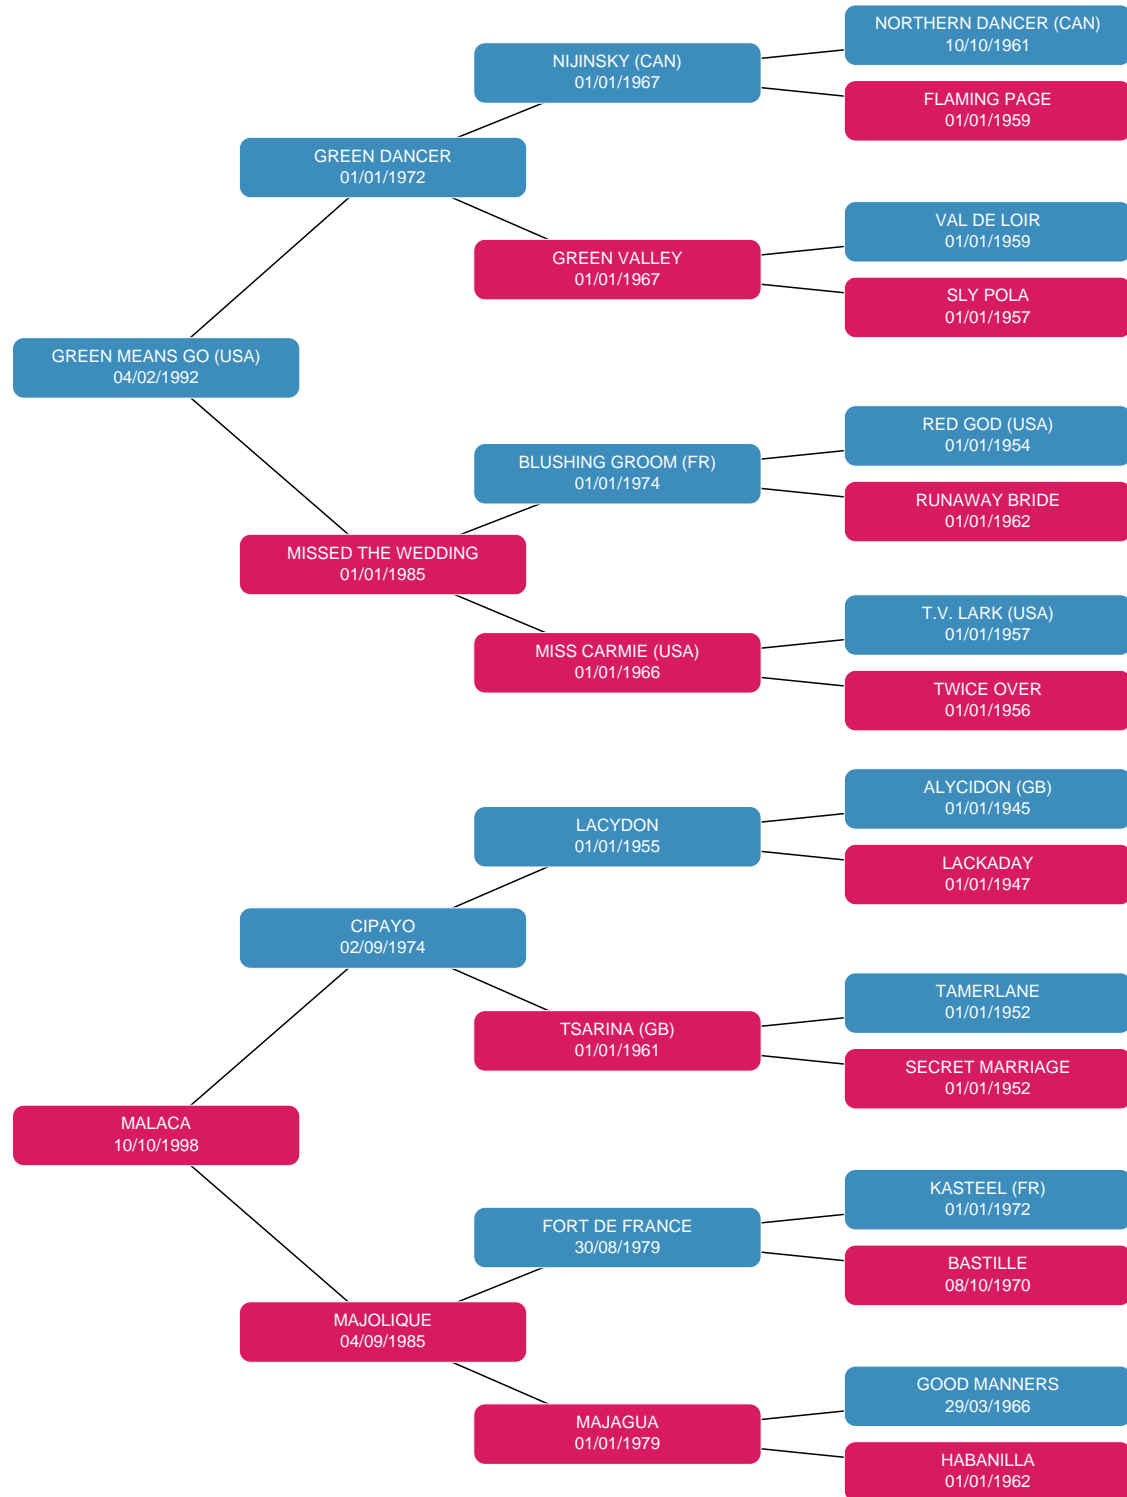 NORTHERN DANCER (CAN)
10/10/1961
NIJINSKY (CAN)
01/01/1967
FLAMING PAGE
01/01/1959
GREEN DANCER
01/01/1972
VAL DE LOIR
01/01/1959
GREEN VALLEY
01/01/1967
SLY POLA
01/01/1957
GREEN MEANS GO (USA)
04/02/1992
RED GOD (USA)
01/01/1954
BLUSHING GROOM (FR)
01/01/1974
RUNAWAY BRIDE
01/01/1962
MISSED THE WEDDING
01/01/1985
T.V. LARK (USA)
01/01/1957
MISS CARMIE (USA)
01/01/1966
TWICE OVER
01/01/1956
ALYCIDON (GB)
01/01/1945
LACYDON
01/01/1955
LACKADAY
01/01/1947
CIPAYO
02/09/1974
TAMERLANE
01/01/1952
TSARINA (GB)
01/01/1961
SECRET MARRIAGE
01/01/1952
MALACA
10/10/1998
KASTEEL (FR)
01/01/1972
FORT DE FRANCE
30/08/1979
BASTILLE
08/10/1970
MAJOLIQUE
04/09/1985
GOOD MANNERS
29/03/1966
MAJAGUA
01/01/1979
HABANILLA
01/01/1962